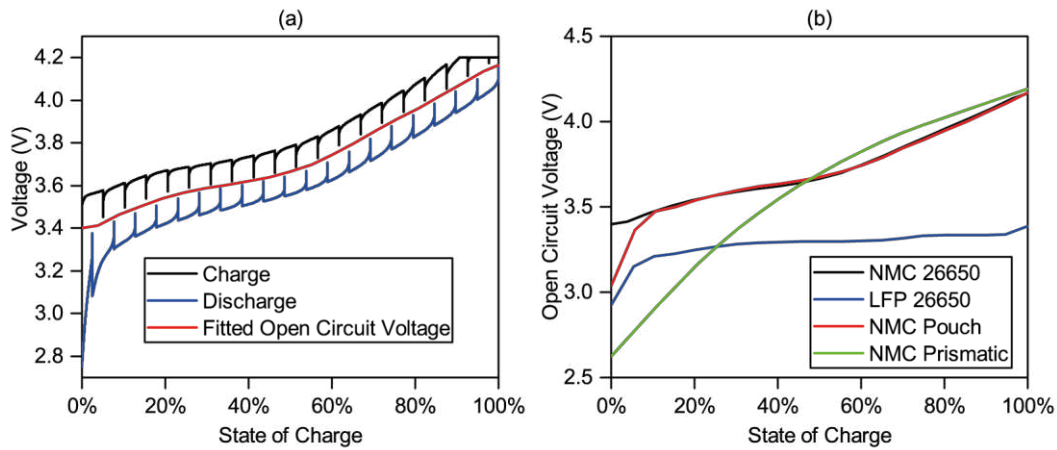 (a)
4.2
4.0
3.8
3.6
3.4
3.2
3.0
2.8
Voltage (V)
Charge
Discharge
Fitted Open Circuit Voltage
0%
20%
40%
60%
80%
100%
State of Charge
(b)
4.5
4.0
3.5
3.0
2.5
Open Circuit Voltage (V)
NMC 26650
LFP 26650
NMC Pouch
NMC Prismatic
0%
20%
40%
60%
80%
100%
State of Charge